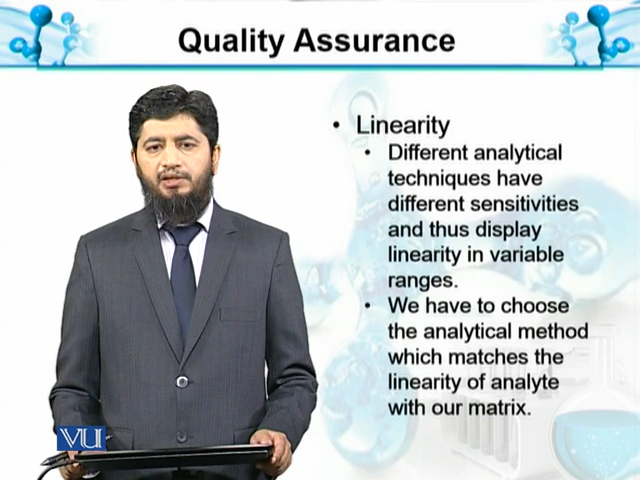 Quality Assurance
• Linearity
• Different analytical
techniques have
different sensitivities
and thus display
linearity in variable
ranges.
• We have to choose
the analytical method
which matches the
linearity of analyte
with our matrix.
VU